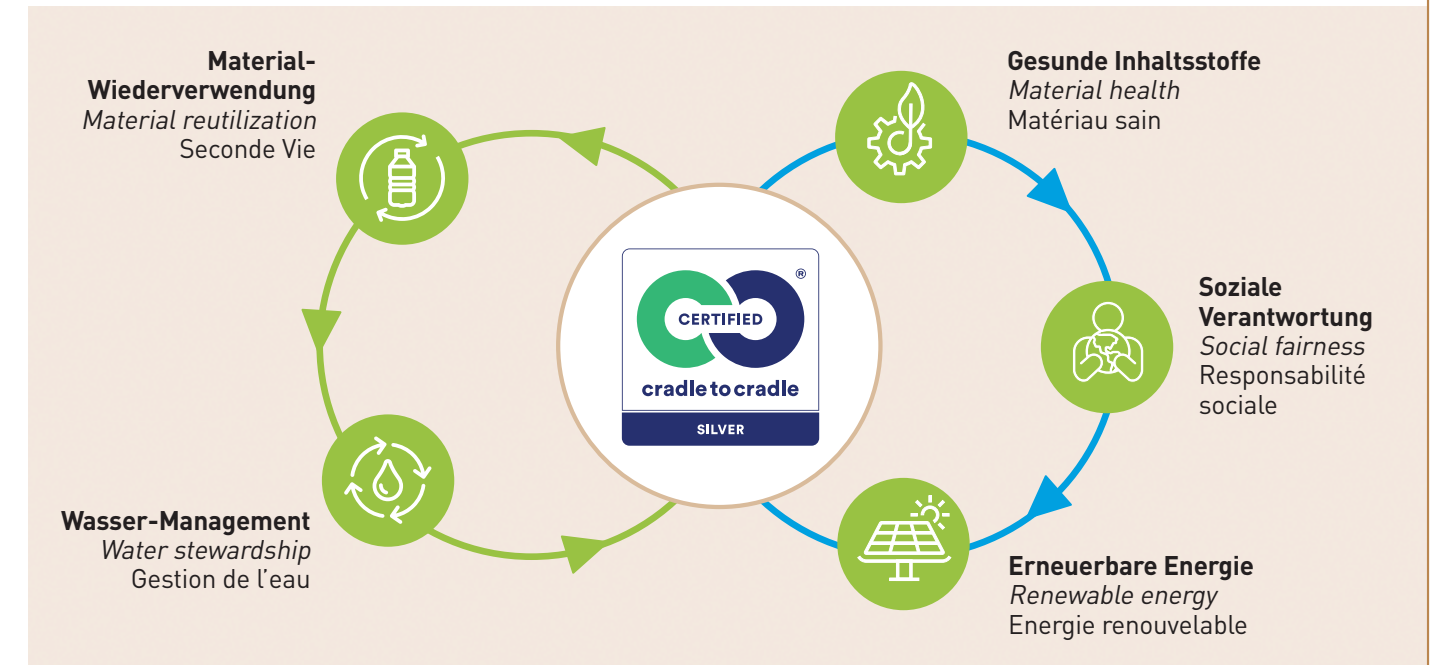 Material-
Wiederverwendung
Material reutilization
Seconde Vie
Gesunde Inhaltsstoffe
Material health
Matériau sain
®
CERTIFIED
cradle to cradle
SILVER
Soziale
Verantwortung
Social fairness
Responsabilité
sociale
Wasser-Management
Water stewardship
Gestion de l’eau
Erneuerbare Energie
Renewable energy
Energie renouvelable